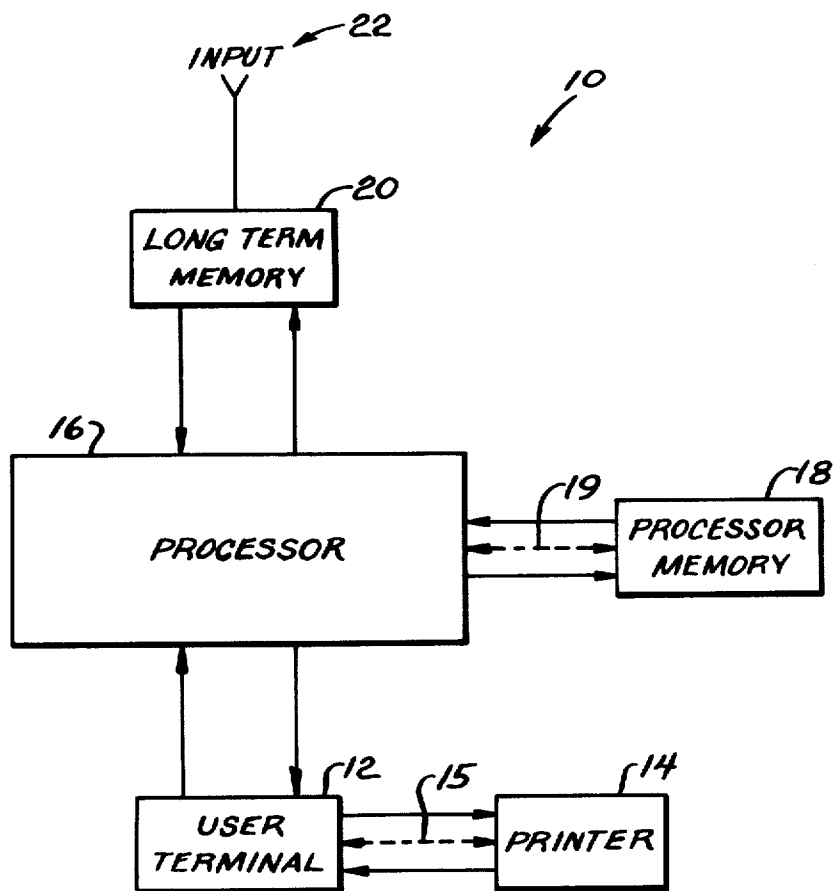 22
INPUT
10
20
LONG TERM
MEMORY
16
PROCESSOR
19
18
PROCESSOR
MEMORY
12
USER
TERMINAL
15
14
PRINTER